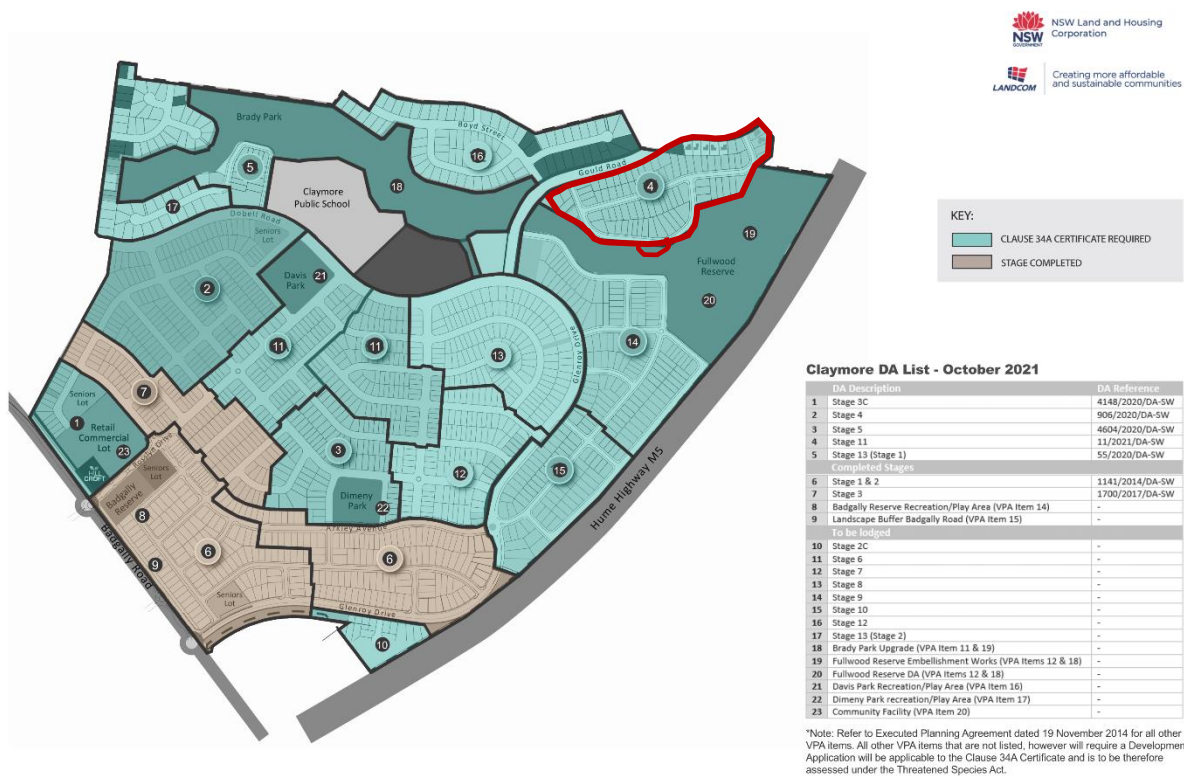 NSW Land and Housing
Corporation
NSW
GOVERNMENT
LANDCOM
Creating more affordable
and sustainable communities
Brady Park
Boyd Street
16
Gould Road
5
4
18
Claymore
Public School
17
Dobell Road
Seniors
Lot
19
Fullwood
Reserve
20
Davis
Park
21
2
11
11
13
Glenroy Drive
14
KEY:
CLAUSE 34A CERTIFICATE REQUIRED
STAGE COMPLETED
7
Seniors
Lot
1
Retail
Commercial
Lot
23
CROFT
Seniors
Lot
Badgally
Reserve
8
3
12
15
Dimeny
Park
22
Hume Highway M5
Arkley Avenue
6
6
9
Badgally Road
Seniors
Lot
Glenroy Drive
10
Claymore DA List - October 2021
DA Description DA Reference
1 Stage 3C 4148/2020/DA-SW
2 Stage 4 906/2020/DA-SW
3 Stage 5 4604/2020/DA-SW
4 Stage 11 11/2021/DA-SW
5 Stage 13 (Stage 1) 55/2020/DA-SW
Completed Stages
6 Stage 1 & 2 1141/2014/DA-SW
7 Stage 3 1700/2017/DA-SW
8 Badgally Reserve Recreation/Play Area (VPA Item 14) -
9 Landscape Buffer Badgally Road (VPA Item 15) -
To be lodged
10 Stage 2C -
11 Stage 6 -
12 Stage 7 -
13 Stage 8 -
14 Stage 9 -
15 Stage 10 -
16 Stage 12 -
17 Stage 13 (Stage 2) -
18 Brady Park Upgrade (VPA Item 11 & 19) -
19 Fullwood Reserve Embellishment Works (VPA Items 12 & 18) -
20 Fullwood Reserve DA (VPA Items 12 & 18) -
21 Davis Park Recreation/Play Area (VPA Item 16) -
22 Dimeny Park recreation/Play Area (VPA Item 17) -
23 Community Facility (VPA Item 20) -
*Note: Refer to Executed Planning Agreement dated 19 November 2014 for all other
VPA items. All other VPA items that are not listed, however will require a Developmen
Application will be applicable to the Clause 34A Certificate and is to be therefore
assessed under the Threatened Species Act.